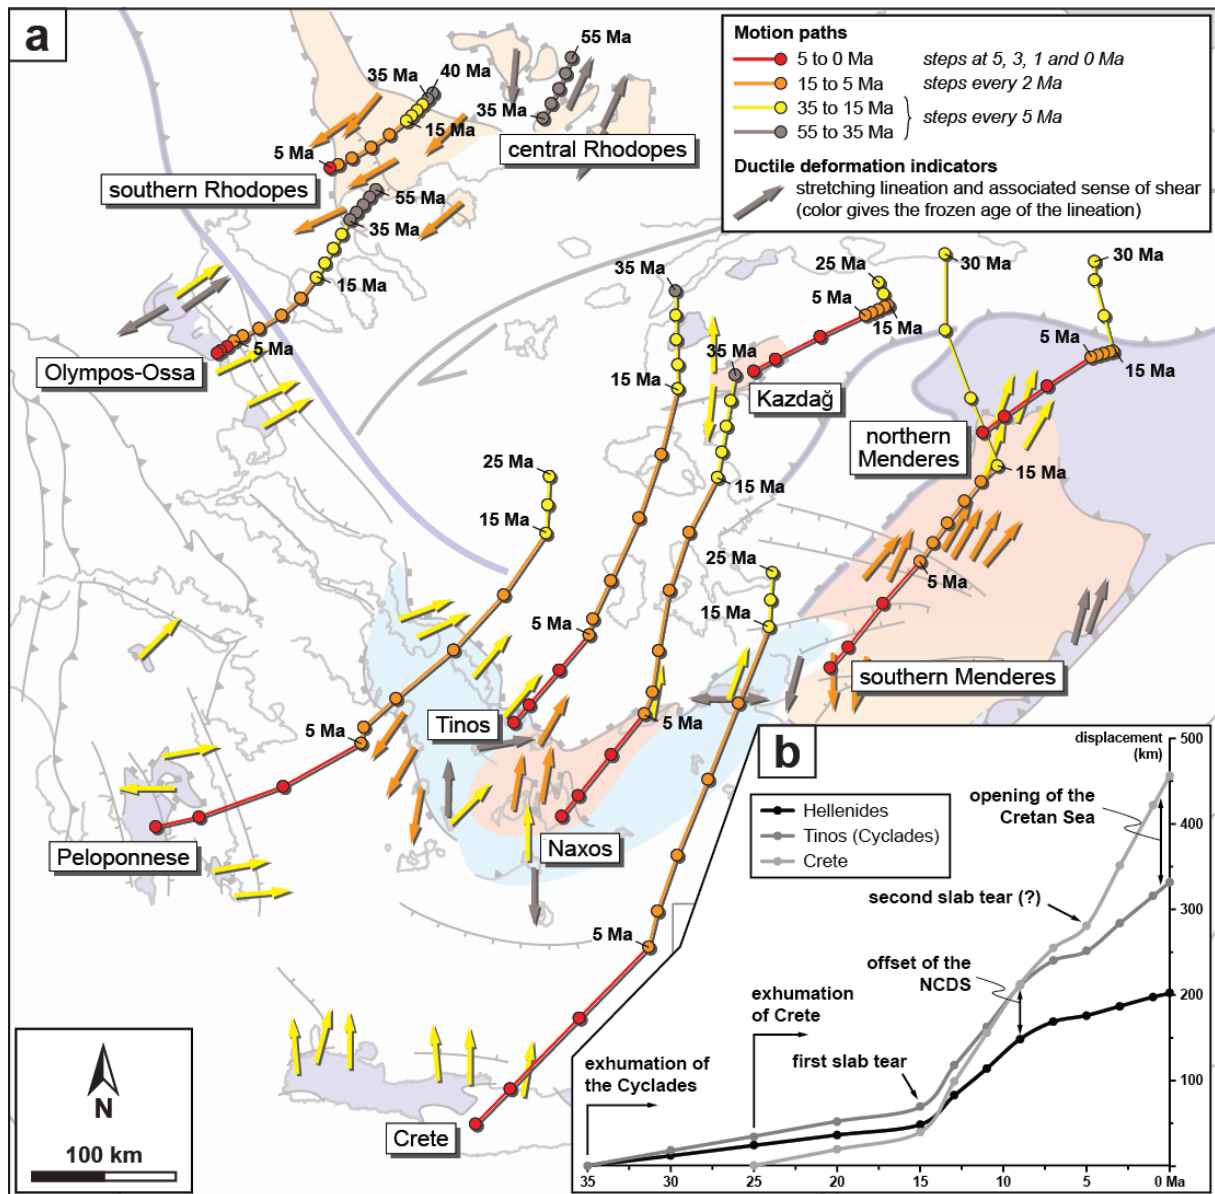 a
Motion paths
5 to 0 Ma
steps at 5, 3, 1 and 0 Ma
15 to 5 Ma
steps every 2 Ma
35 to 15 Ma
steps every 5 Ma
55 to 35 Ma
Ductile deformation indicators
stretching lineation and associated sense of shear
(color gives the frozen age of the lineation)
55 Ma
35 Ma
40 Ma
35 Ma
15 Ma
central Rhodopes
5 Ma
southern Rhodopes
55 Ma
35 Ma
15 Ma
5 Ma
Olympos-Ossa
35 Ma
15 Ma
5 Ma
Tinos
35 Ma
15 Ma
5 Ma
Naxos
25 Ma
5 Ma
15 Ma
Kazdağ
30 Ma
15 Ma
5 Ma
southern Menderes
30 Ma
5 Ma
15 Ma
northern
Menderes
25 Ma
15 Ma
5 Ma
Peloponnese
25 Ma
15 Ma
5 Ma
Crete
N
100 km
b
displacement
(km)
500
400
300
200
100
Hellenides
Tinos (Cyclades)
Crete
opening of the
Cretan Sea
second slab tear (?)
offset of the
NCDS
exhumation
of Crete
first slab tear
exhumation of
the Cyclades
35
30
25
20
15
10
5
0 Ma